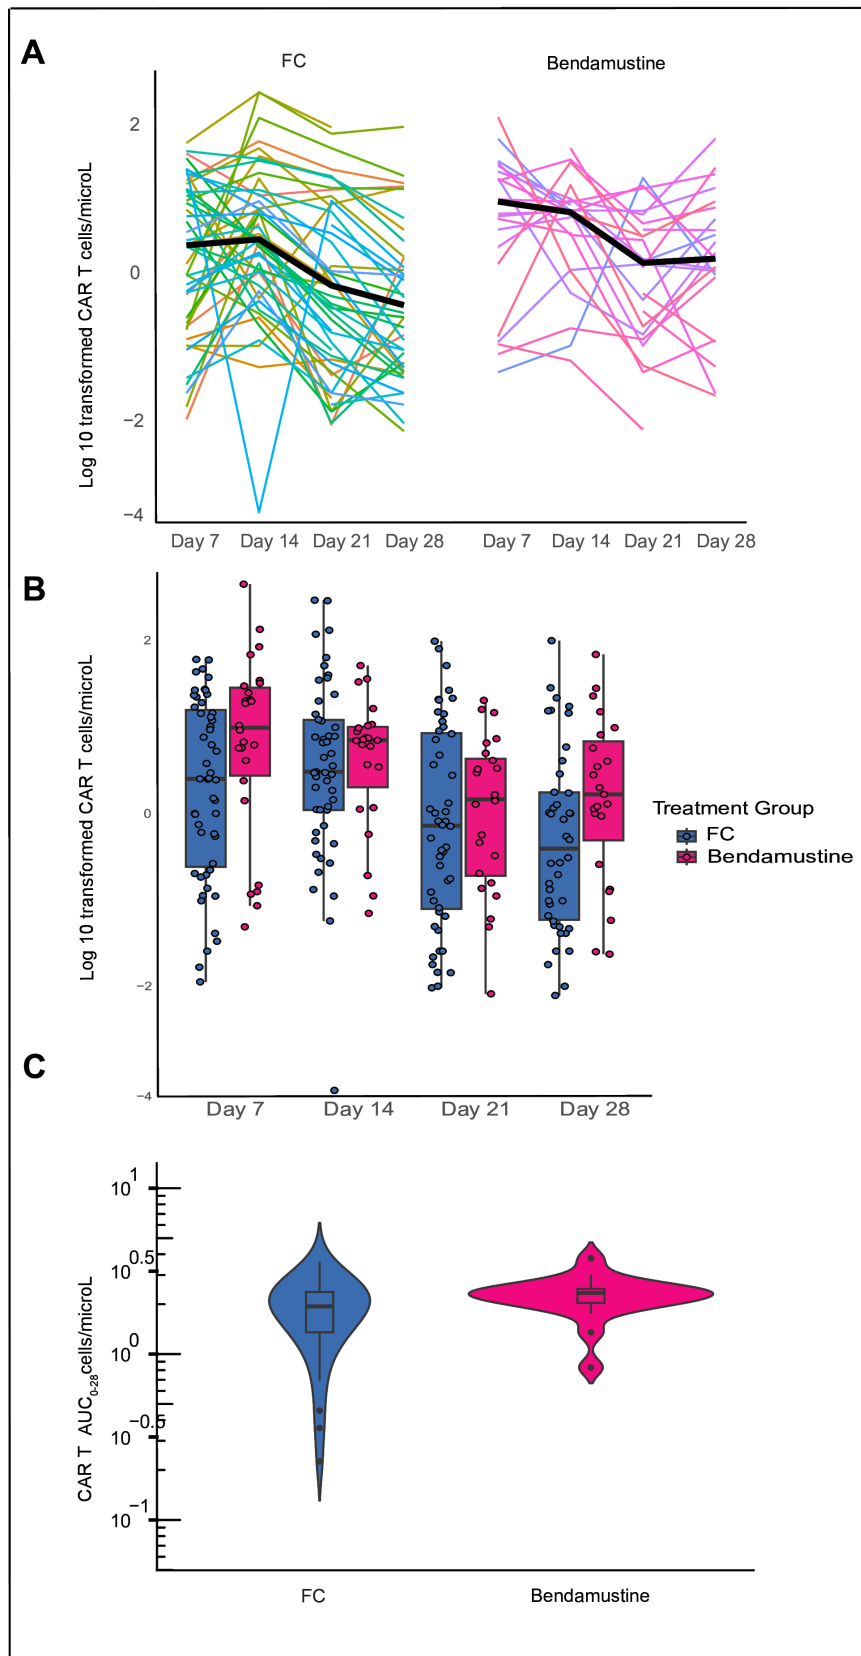 A
FC
Bendamustine
Log 10 transformed CAR T cells/microL
2
0
−2
−4
Day 7 Day 14 Day 21 Day 28
Day 7 Day 14 Day 21 Day 28
B
Log 10 transformed CAR T cells/microL
2
0
−2
−4
Day 7 Day 14 Day 21 Day 28
Treatment Group
FC
Bendamustine
C
CAR T AUC0-28cells/microL
10^1
10^0.5
10^0
10^−0.5
10^−1
FC
Bendamustine